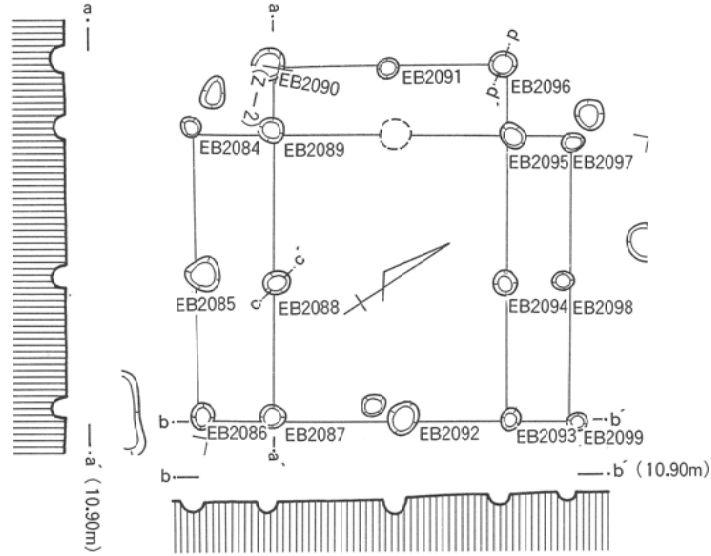 a
a´
d
d´
EB2090
EB2091
EB2096
(Z－2)
EB2084
EB2089
EB2095
EB2097
c´
c
EB2085
EB2088
EB2094
EB2098
b
b´
EB2086
EB2087
EB2092
EB2093
EB2099
a´
a´ (10.90m)
b
b´ (10.90m)